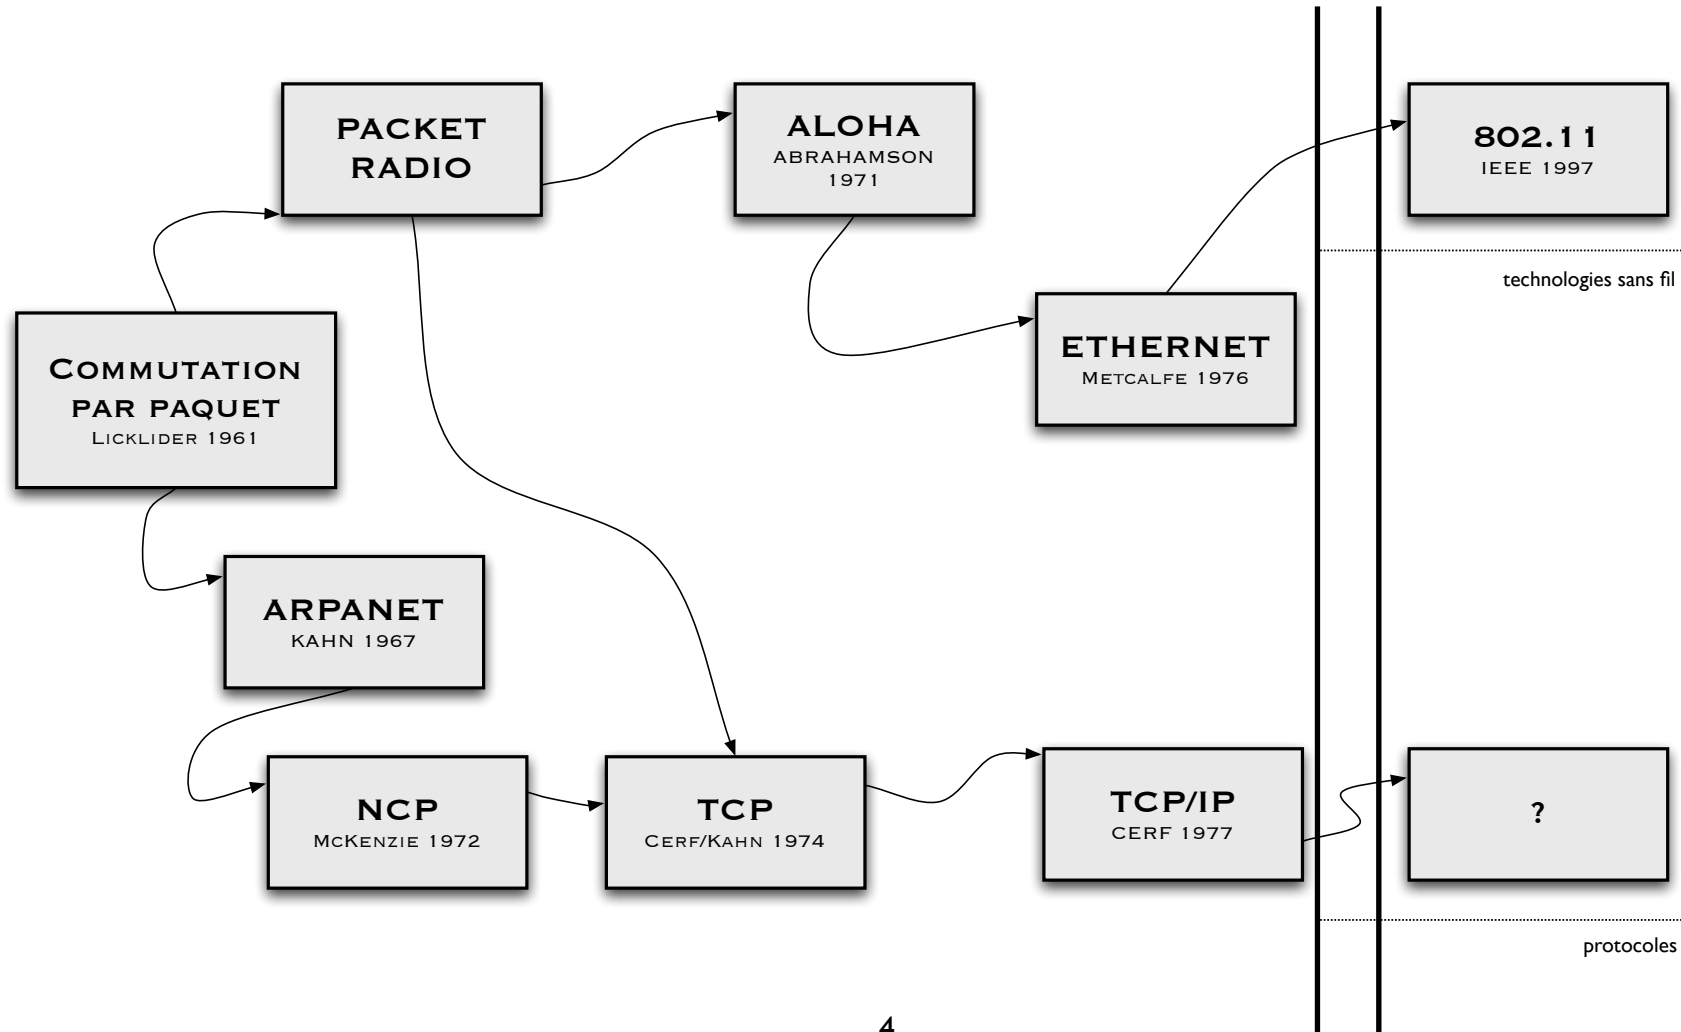 PACKET
RADIO
ALOHA
ABRAHAMSON
1971
802.11
IEEE 1997
technologies sans fil
ETHERNET
METCALFE 1976
COMMUTATION
PAR PAQUET
LICKLIDER 1961
ARPANET
KAHN 1967
NCP
MCKENZIE 1972
TCP
CERF/KAHN 1974
TCP/IP
CERF 1977
?
protocoles
4